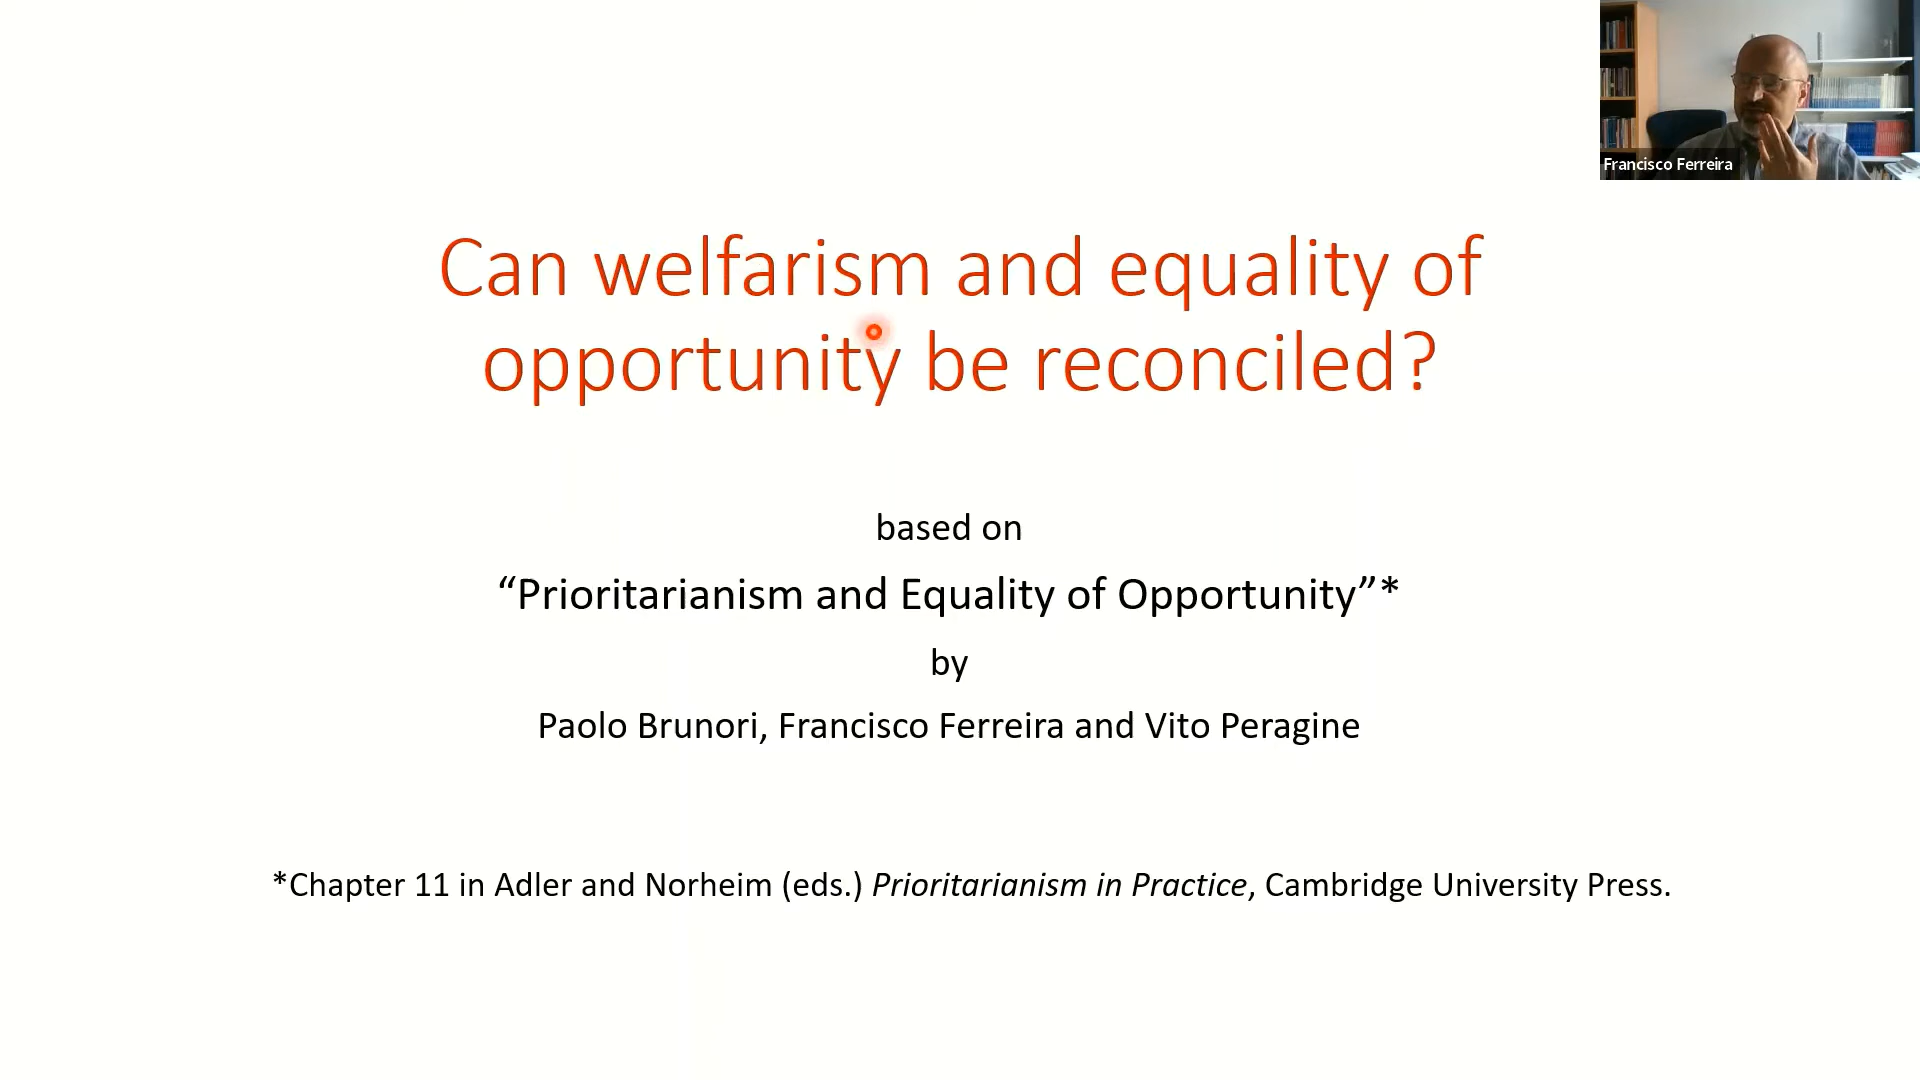 Francisco Ferreira
Can welfarism and equality of
opportunity be reconciled?
based on
“Prioritarianism and Equality of Opportunity”*
by
Paolo Brunori, Francisco Ferreira and Vito Peragine
*Chapter 11 in Adler and Norheim (eds.) Prioritarianism in Practice, Cambridge University Press.